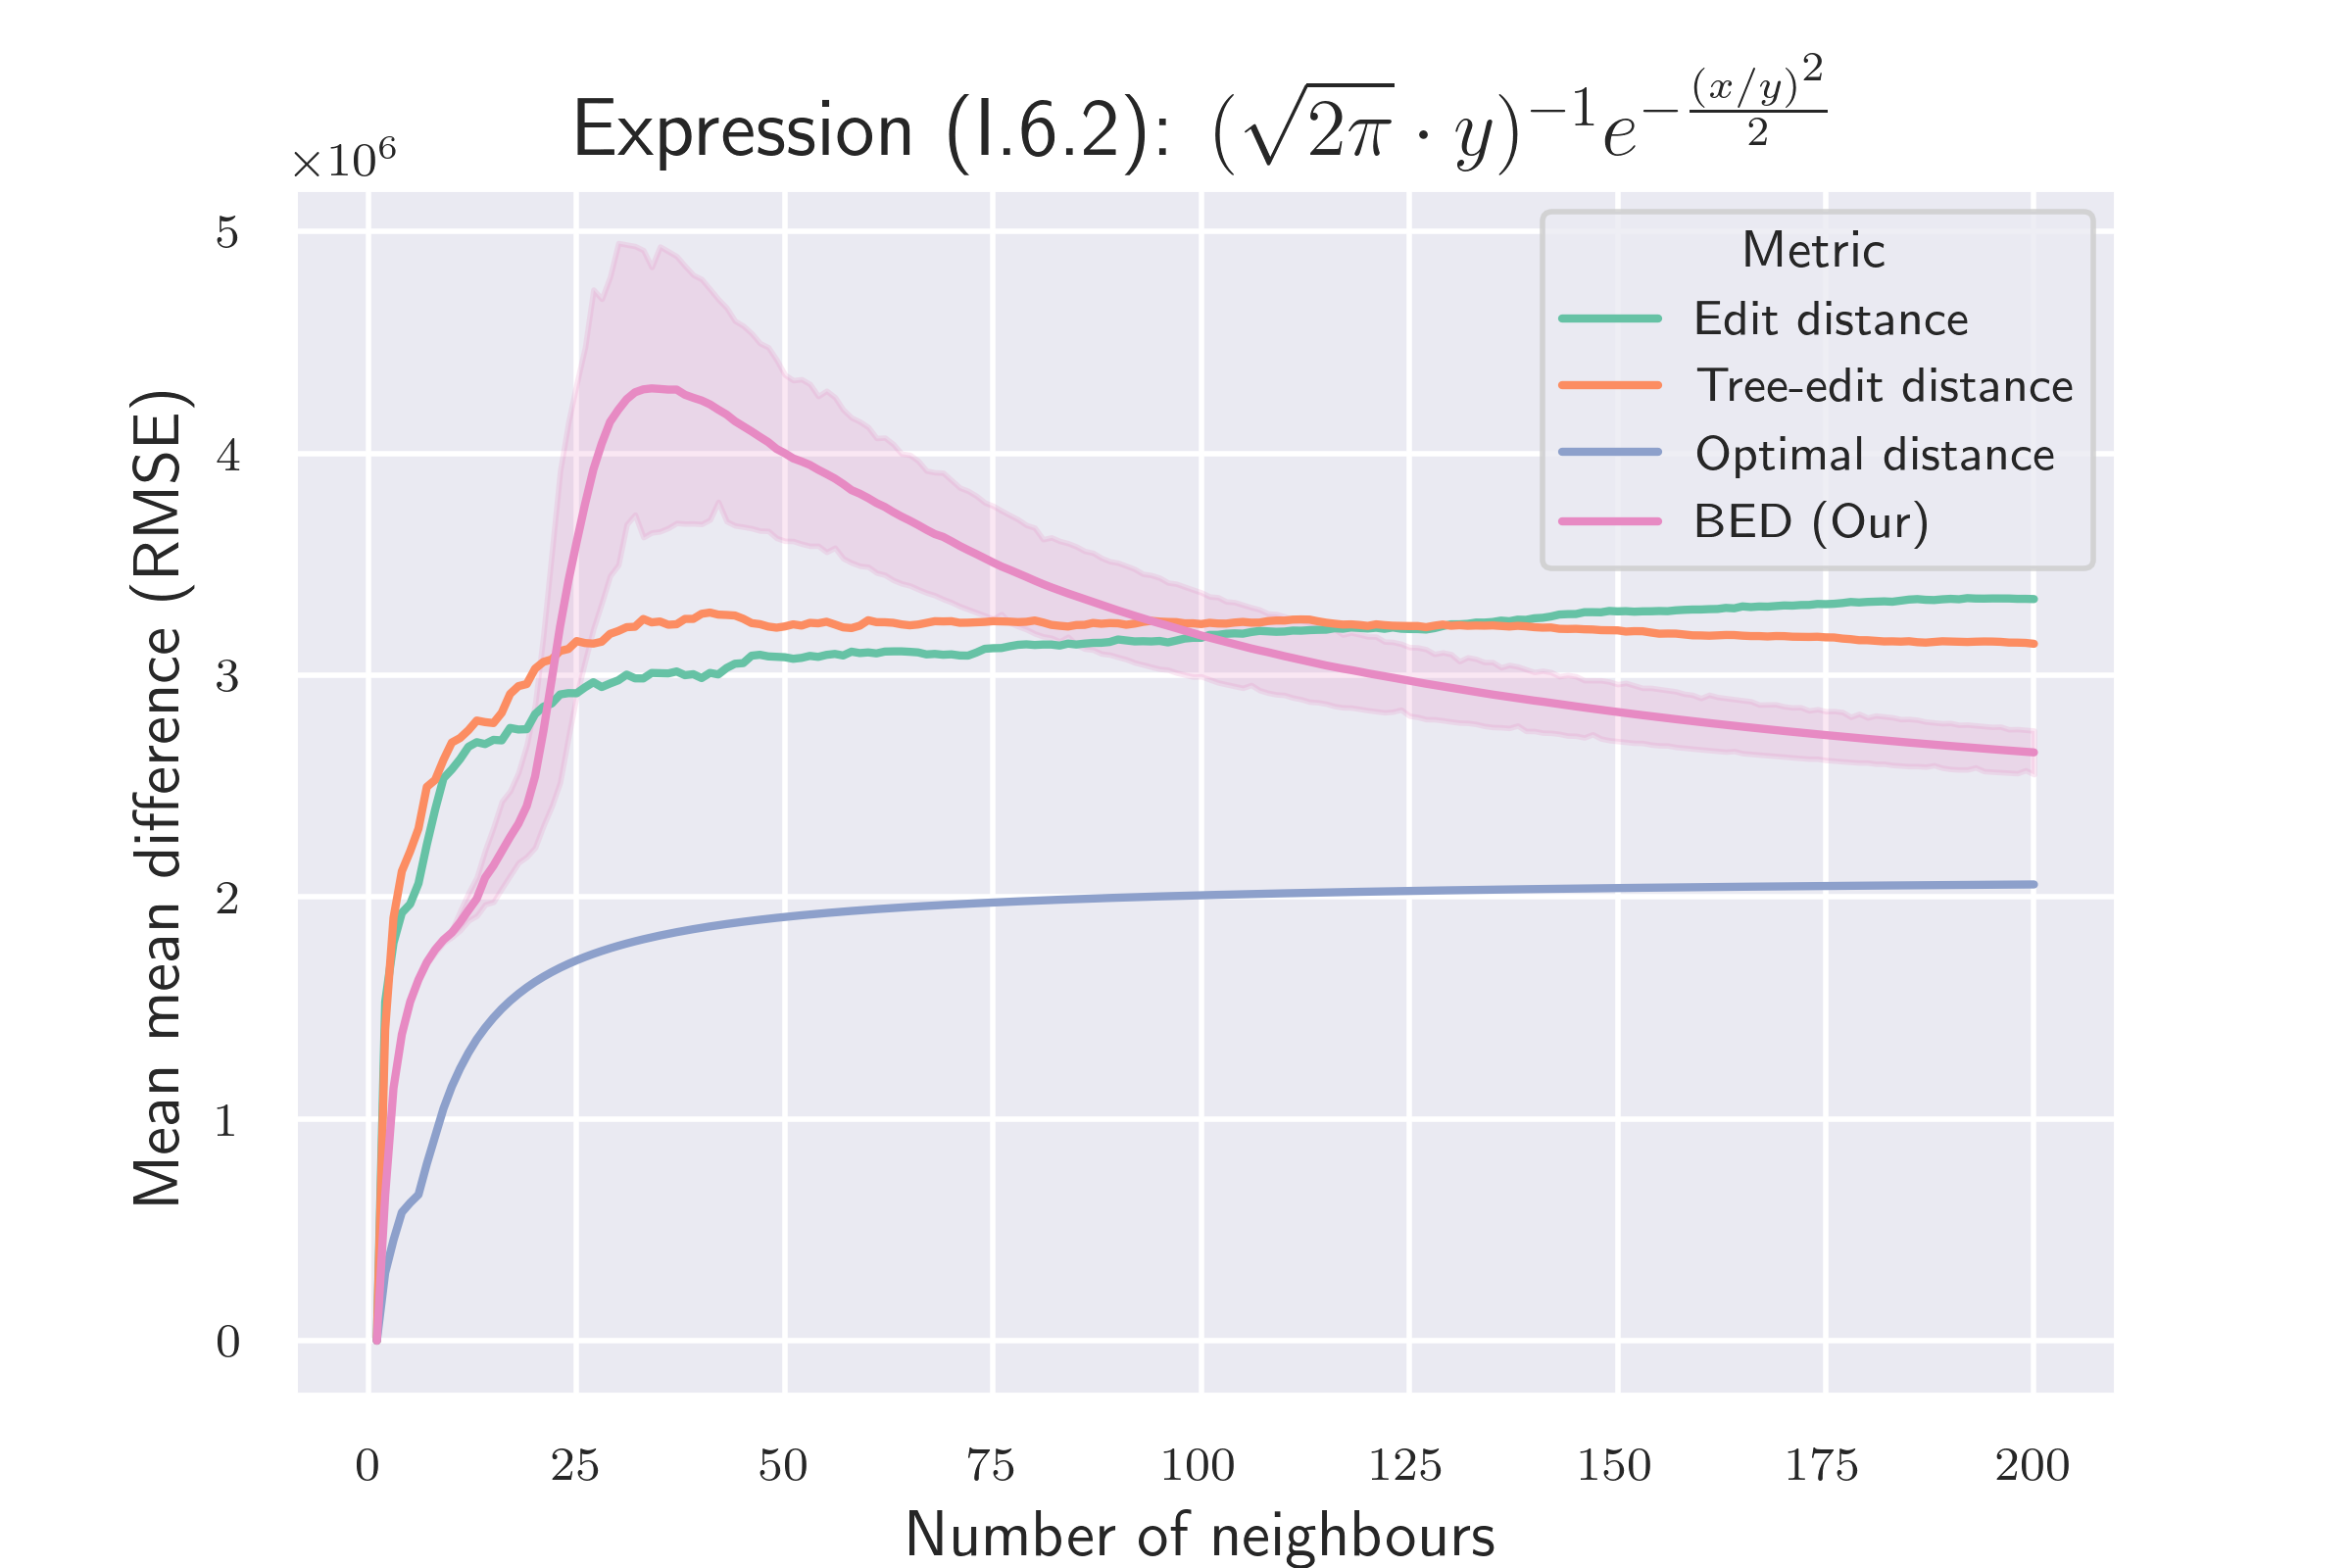 Expression (I.6.2): $(\sqrt{2\pi} \cdot y)^{-1} e^{-\frac{(x/y)^2}{2}}$
×10⁶
5
4
3
2
1
0
Mean mean difference (RMSE)
Metric
Edit distance
Tree-edit distance
Optimal distance
BED (Our)
0 25 50 75 100 125 150 175 200
Number of neighbours